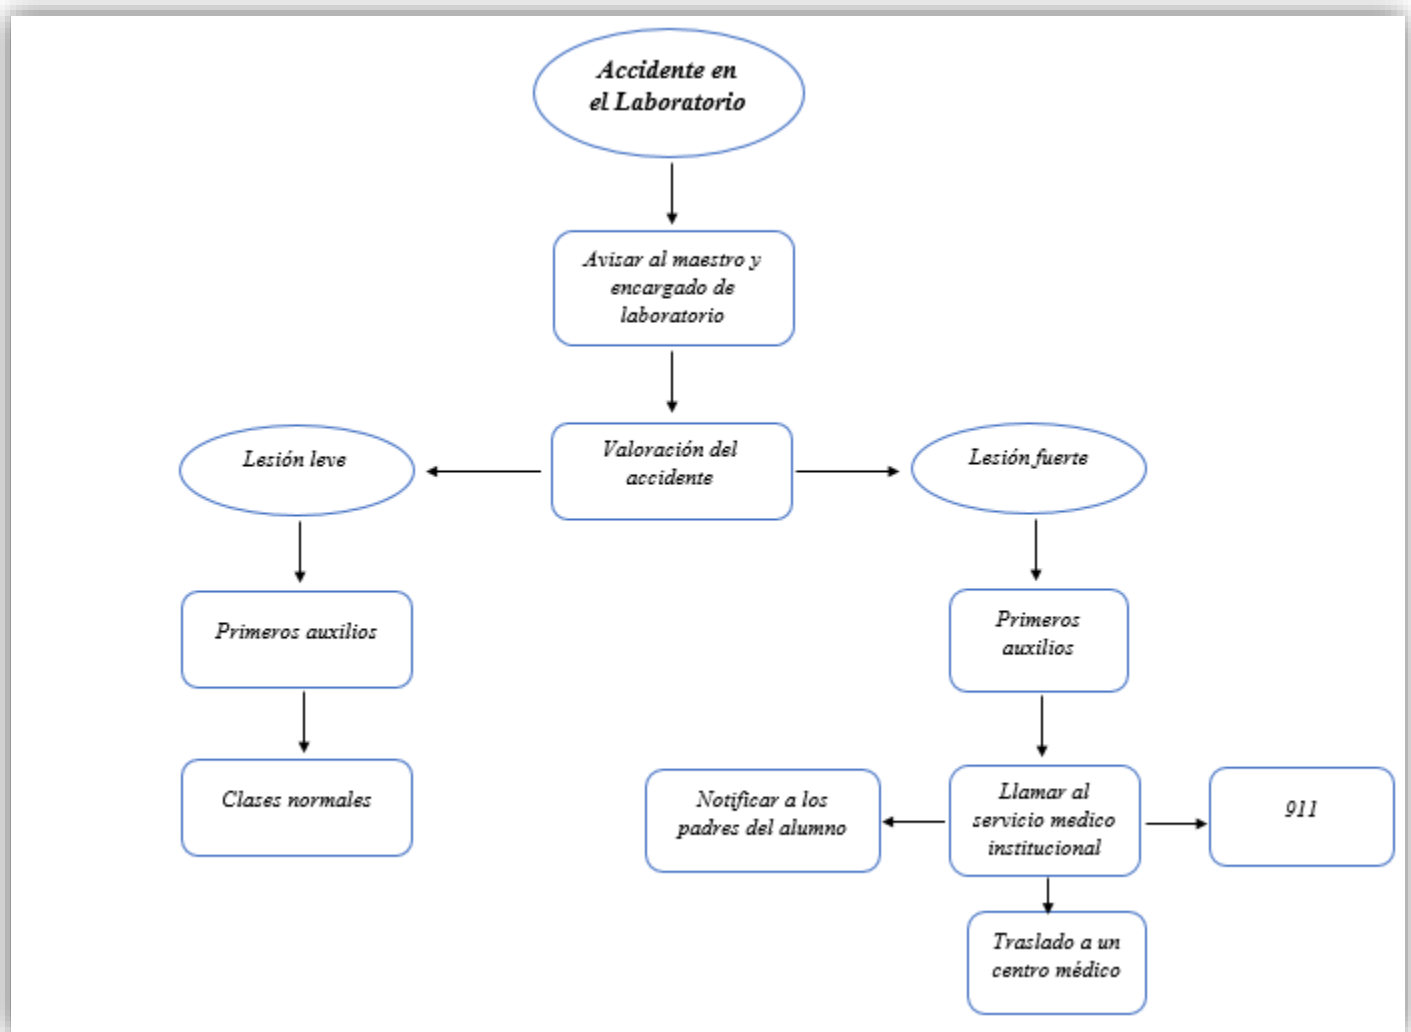 Accidente en
el Laboratorio
Avisar al maestro y
encargado de
laboratorio
Lesión leve
Valoración del
accidente
Lesión fuerte
Primeros auxilios
Primeros
auxilios
Clases normales
Notificar a los
padres del alumno
Llamar al
servicio medico
institucional
911
Traslado a un
centro médico